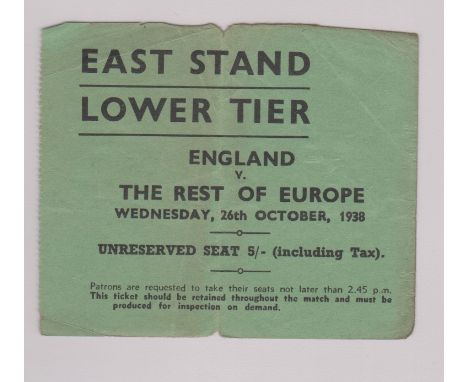 EAST STAND
LOWER TIER
ENGLAND
V.
THE REST OF EUROPE
WEDNESDAY, 26th OCTOBER, 1938
UNRESERVED SEAT 5/- (including Tax).
Patrons are requested to take their seats not later than 2.45 p.m.
This ticket should be retained throughout the match and must be
produced for inspection on demand.